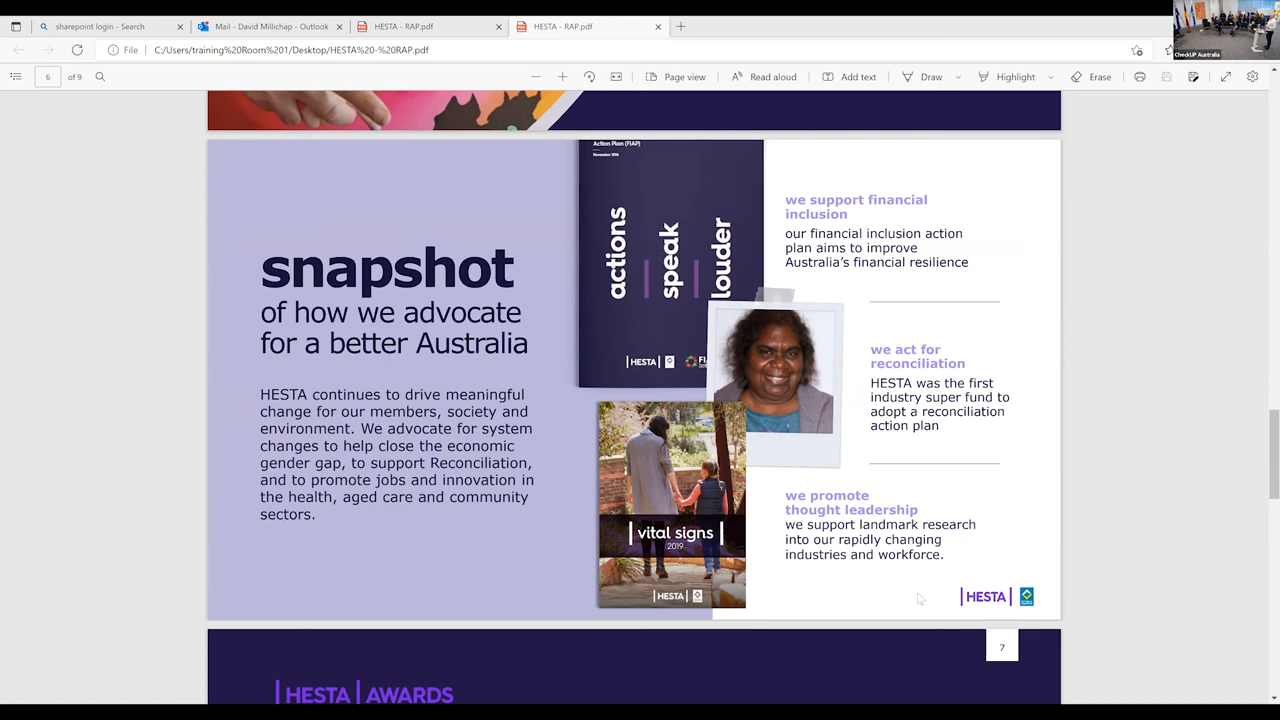 sharepoint login - Search
Mail - David Millichap - Outlook
HESTA - RAP.pdf
HESTA - RAP.pdf
CheckUP Australia
File
C:/Users/training%20Room%201/Desktop/HESTA%20-%20RAP.pdf
6
of 9
Page view
Read aloud
Add text
Draw
Highlight
Erase
snapshot
of how we advocate
for a better Australia
HESTA continues to drive meaningful
change for our members, society and
environment. We advocate for system
changes to help close the economic
gender gap, to support Reconciliation,
and to promote jobs and innovation in
the health, aged care and community
sectors.
Action Plan (FIAP)
November 2016
actions
speak
louder
HESTA
vital signs
2019
HESTA
we support financial
inclusion
our financial inclusion action
plan aims to improve
Australia's financial resilience
we act for
reconciliation
HESTA was the first
industry super fund to
adopt a reconciliation
action plan
we promote
thought leadership
we support landmark research
into our rapidly changing
industries and workforce.
HESTA
7
HESTA AWARDS